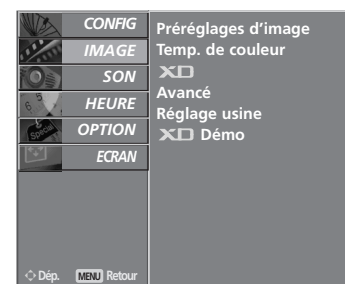 CONFIG
IMAGE
SON
HEURE
Special
OPTION
ECRAN
Préréglages d'image
Temp. de couleur
XD
Avancé
Réglage usine
XD Démo
Dép. MENU Retour